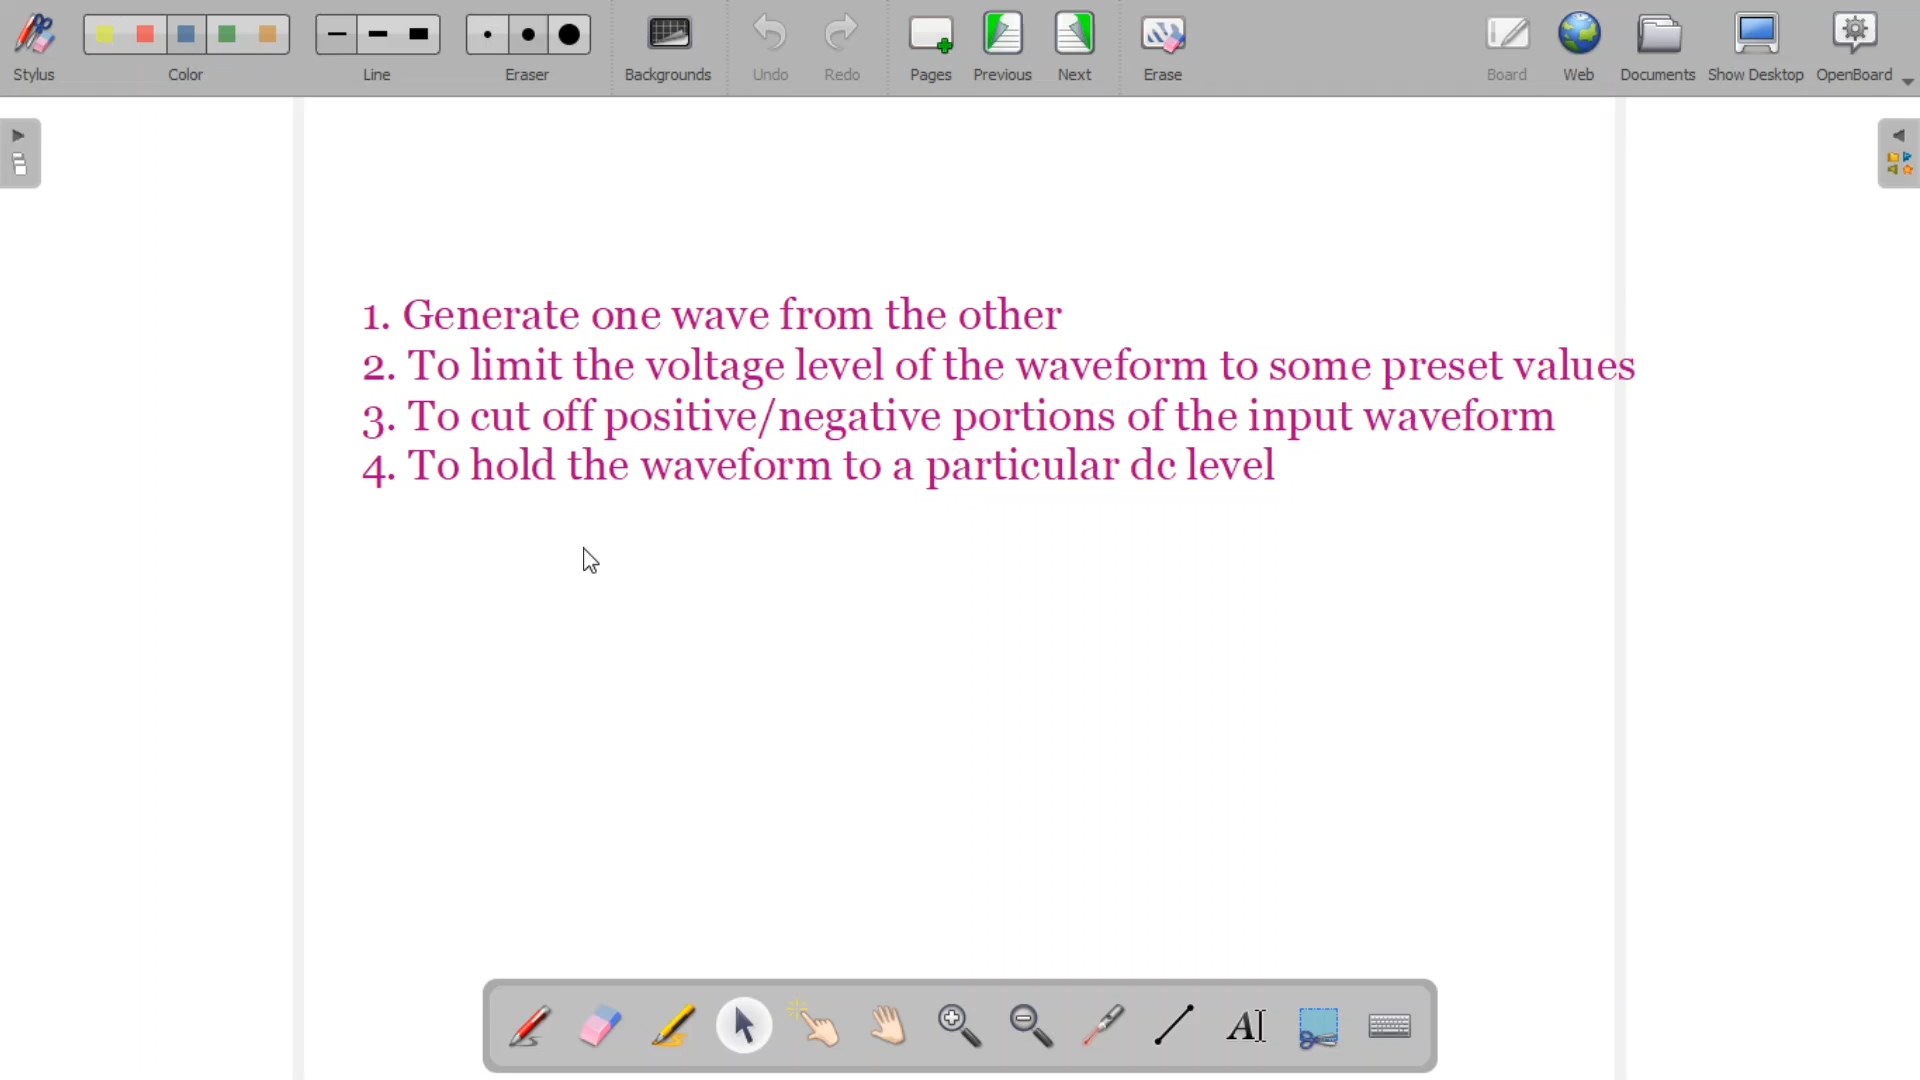 Stylus Color Line Eraser Backgrounds Undo Redo Pages Previous Next Erase Board Web Documents Show Desktop OpenBoard
1. Generate one wave from the other
2. To limit the voltage level of the waveform to some preset values
3. To cut off positive/negative portions of the input waveform
4. To hold the waveform to a particular dc level
AI